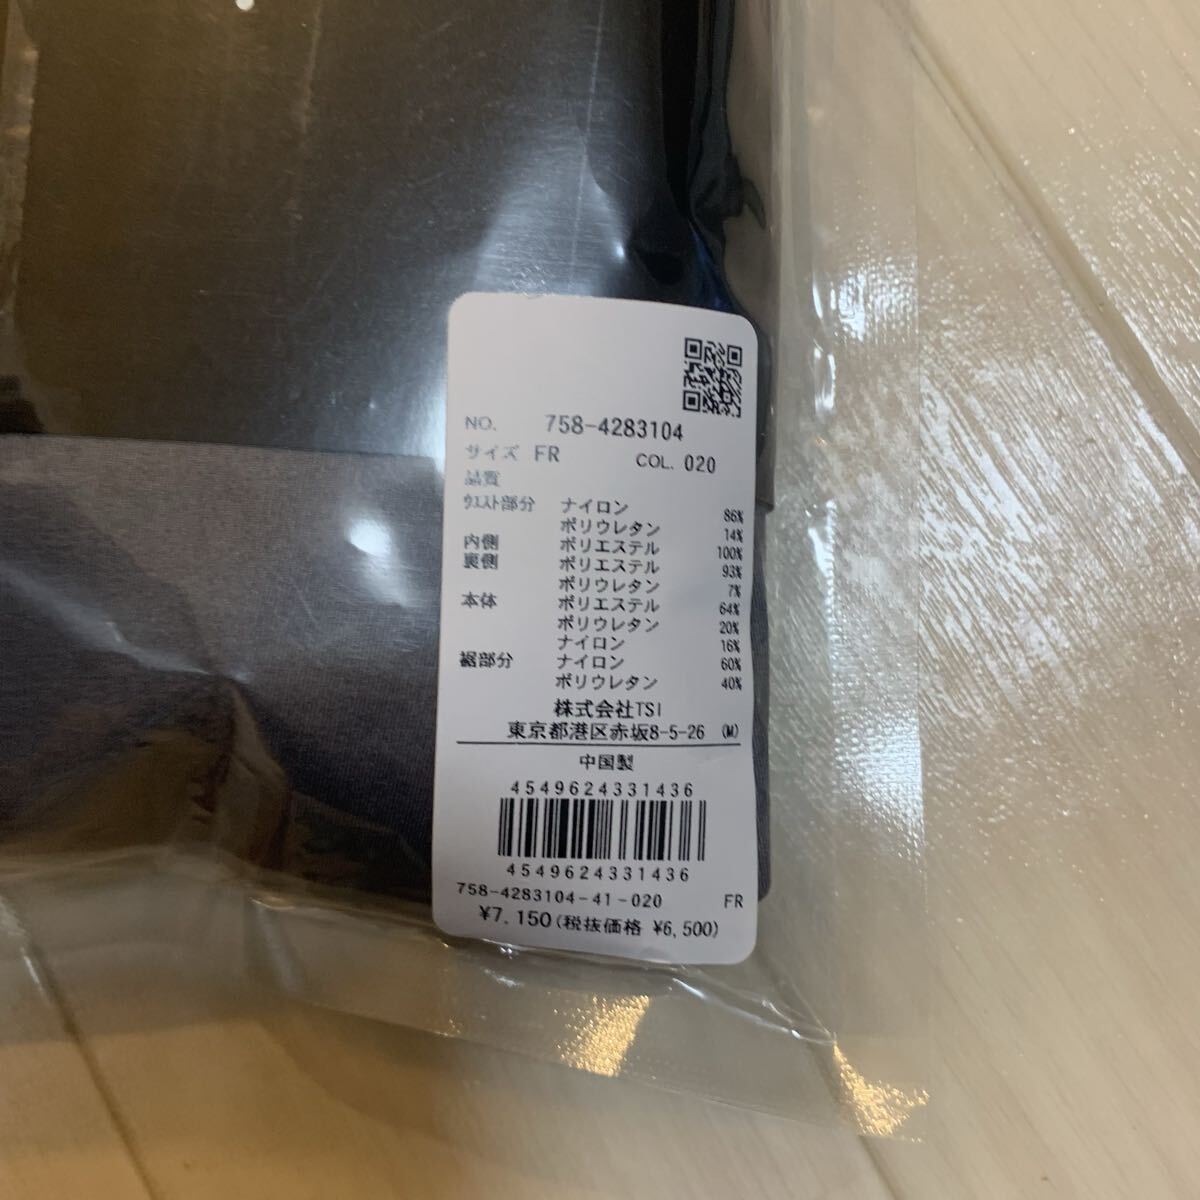 NO. 758-4283104
サイズ FR COL. 020
品質
ウエスト部分 ナイロン 86%
ポリウレタン 14%
内側 ポリエステル 100%
裏側 ポリエステル 93%
ポリウレタン 7%
本体 ポリエステル 64%
ポリウレタン 20%
ナイロン 16%
裾部分 ナイロン 60%
ポリウレタン 40%
株式会社TSI
東京都港区赤坂8-5-26 (M)
中国製
4549624331436
4549624331436
758-4283104-41-020 FR
¥7,150(税抜価格 ¥6,500)